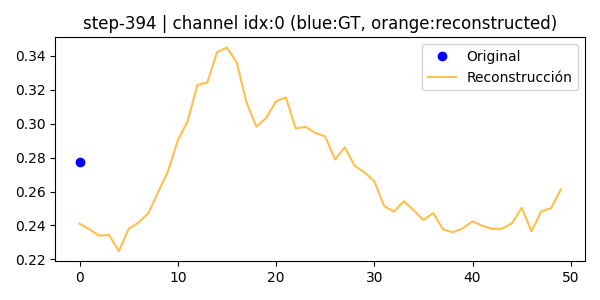 step-394 | channel idx:0 (blue:GT, orange:reconstructed)
Original
Reconstrucción
0.34
0.32
0.30
0.28
0.26
0.24
0.22
0 10 20 30 40 50